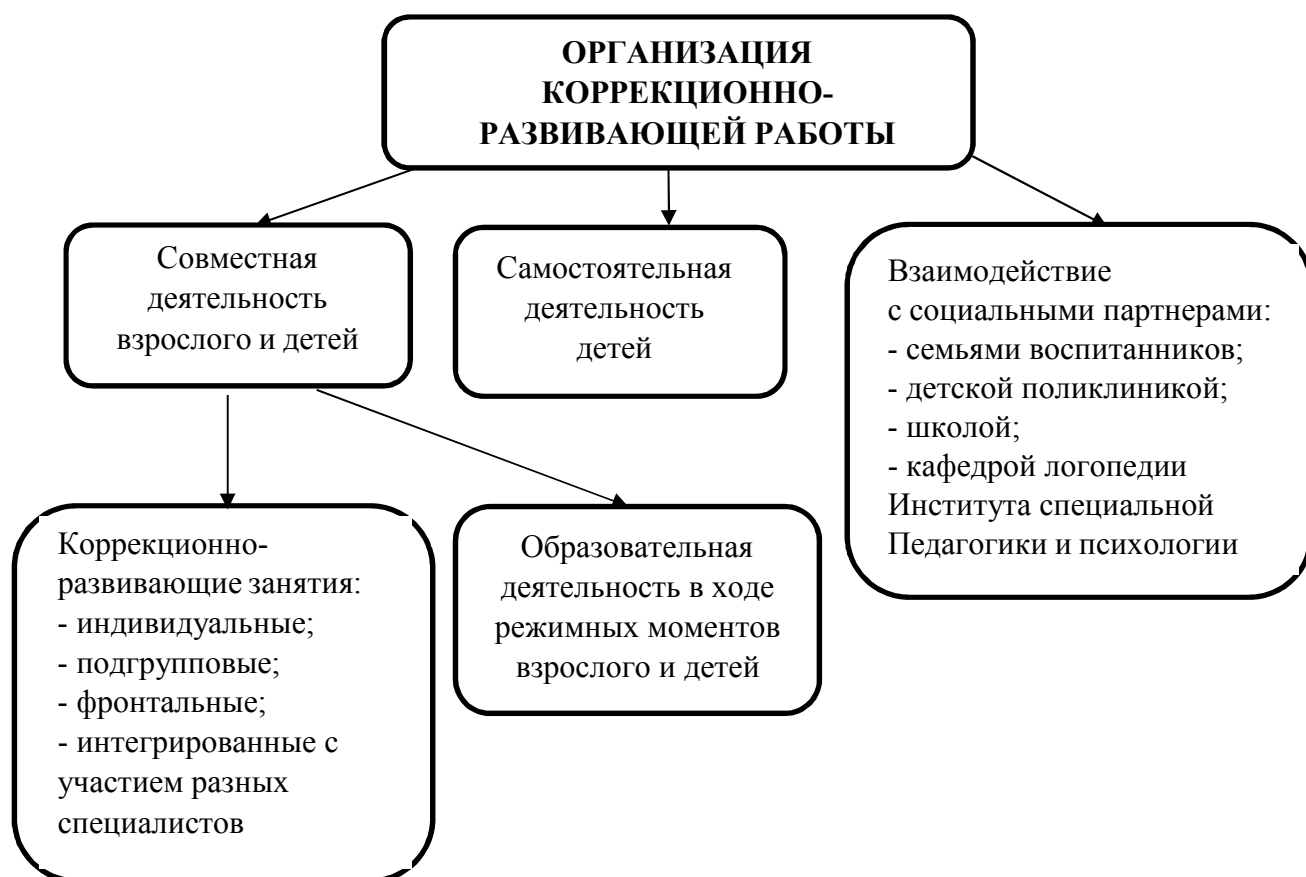 ОРГАНИЗАЦИЯ
КОРРЕКЦИОННО-
РАЗВИВАЮЩЕЙ РАБОТЫ
Совместная
деятельность
взрослого и детей
Самостоятельная
деятельность
детей
Взаимодействие
с социальными партнерами:
- семьями воспитанников;
- детской поликлиникой;
- школой;
- кафедрой логопедии
Института специальной
Педагогики и психологии
Коррекционно-
развивающие занятия:
- индивидуальные;
- подгрупповые;
- фронтальные;
- интегрированные с
участием разных
специалистов
Образовательная
деятельность в ходе
режимных моментов
взрослого и детей